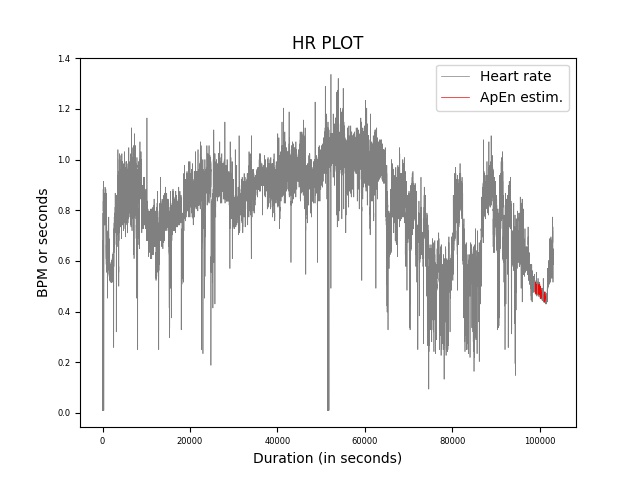 HR PLOT
Heart rate
ApEn estim.
BPM or seconds
1.4
1.2
1.0
0.8
0.6
0.4
0.2
0.0
0
20000
40000
60000
80000
100000
Duration (in seconds)